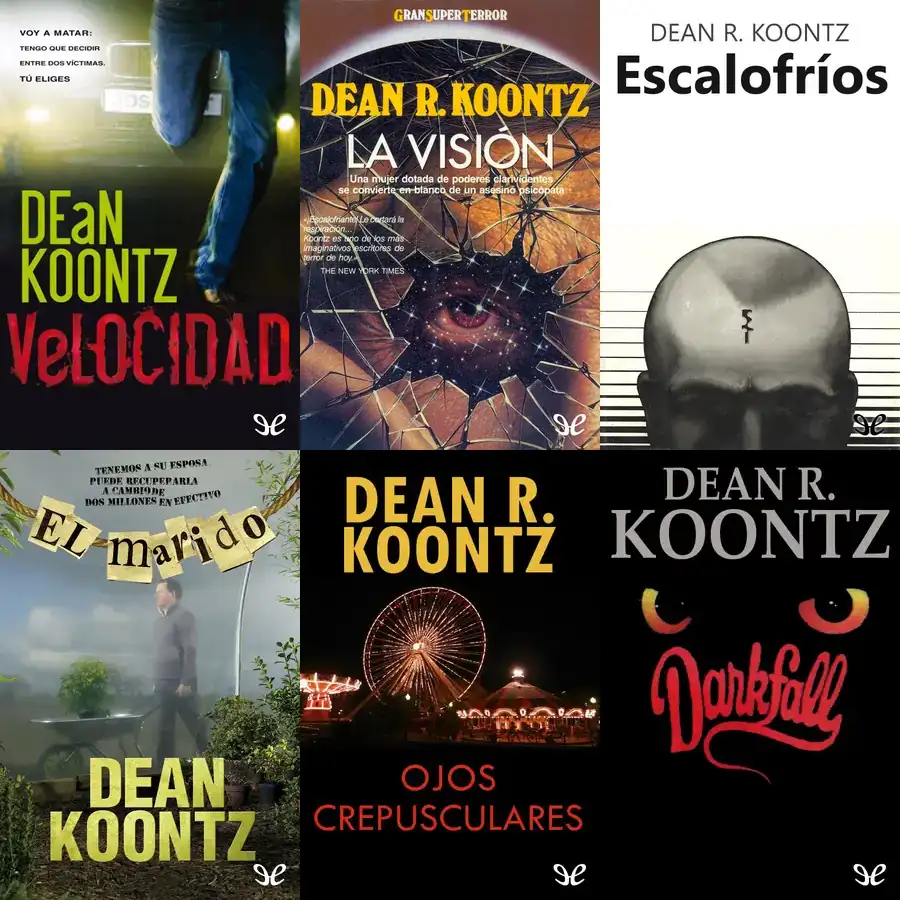 VOY A MATAR:
TENGO QUE DECIDIR
ENTRE DOS VÍCTIMAS.
TÚ ELIGES
DEaN
KOONTZ
VeLOCIDAD
GRANSUPERTERROR
DEAN R. KOONTZ
LA VISIÓN
Una mujer dotada de poderes clarividentes
se convierte en blanco de un asesino psicópata
«¡Escalofriante! Le cortará la
respiración...
Koontz es uno de los más
imaginativos escritores de
terror de hoy.»
THE NEW YORK TIMES
DEAN R. KOONTZ
Escalofríos
TENEMOS A SU ESPOSA.
PUEDE RECUPERARLA
A CAMBIO DE
DOS MILLONES EN EFECTIVO
EL marido
DEAN
KOONTZ
DEAN R.
KOONTZ
OJOS
CREPUSCULARES
DEAN R.
KOONTZ
Darkfall